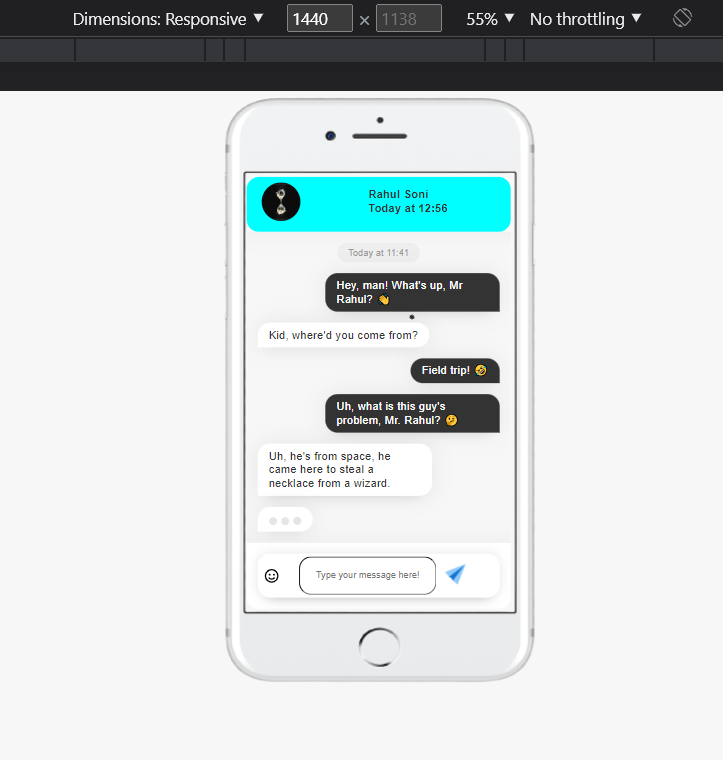 Dimensions: Responsive ▼ 1440 × 1138 55% ▼ No throttling ▼
Rahul Soni
Today at 12:56
Today at 11:41
Hey, man! What's up, Mr
Rahul? 👋
Kid, where'd you come from?
Field trip! 🤣
Uh, what is this guy's
problem, Mr. Rahul? 🤔
Uh, he's from space, he
came here to steal a
necklace from a wizard.
Type your message here!